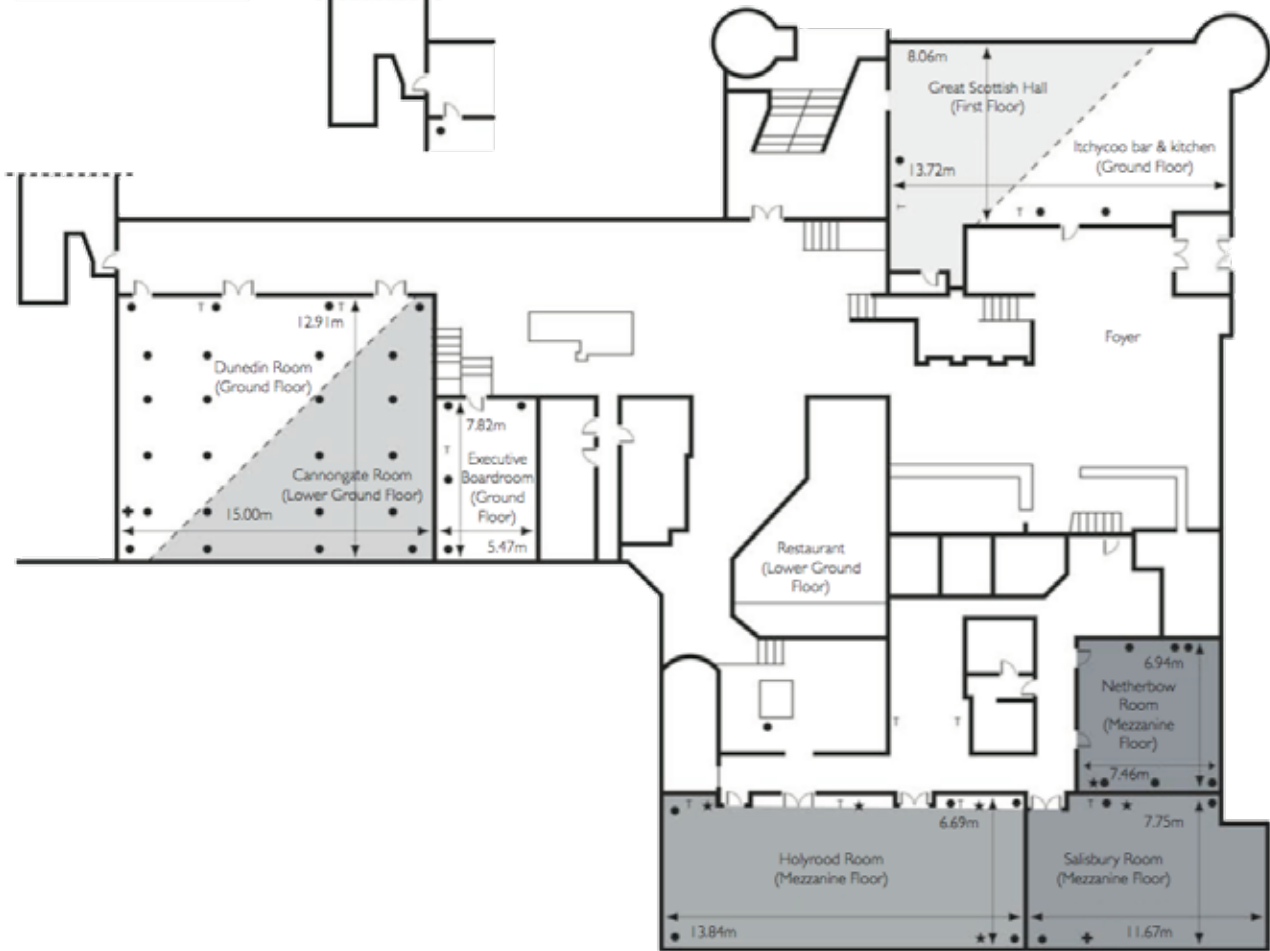 8.06m
Great Scottish Hall
(First Floor)
Itchycoo bar & kitchen
(Ground Floor)
13.72m
T
T
T
T
12.91m
Dunedin Room
(Ground Floor)
Foyer
7.82m
T
Executive
Boardroom
(Ground
Floor)
Cannongate Room
(Lower Ground Floor)
15.00m
5.47m
Restaurant
(Lower Ground
Floor)
6.94m
Netherbow
Room
(Mezzanine
Floor)
T
T
7.46m
T
T
T
T
6.69m
7.75m
Holyrood Room
(Mezzanine Floor)
Salisbury Room
(Mezzanine Floor)
13.84m
11.67m